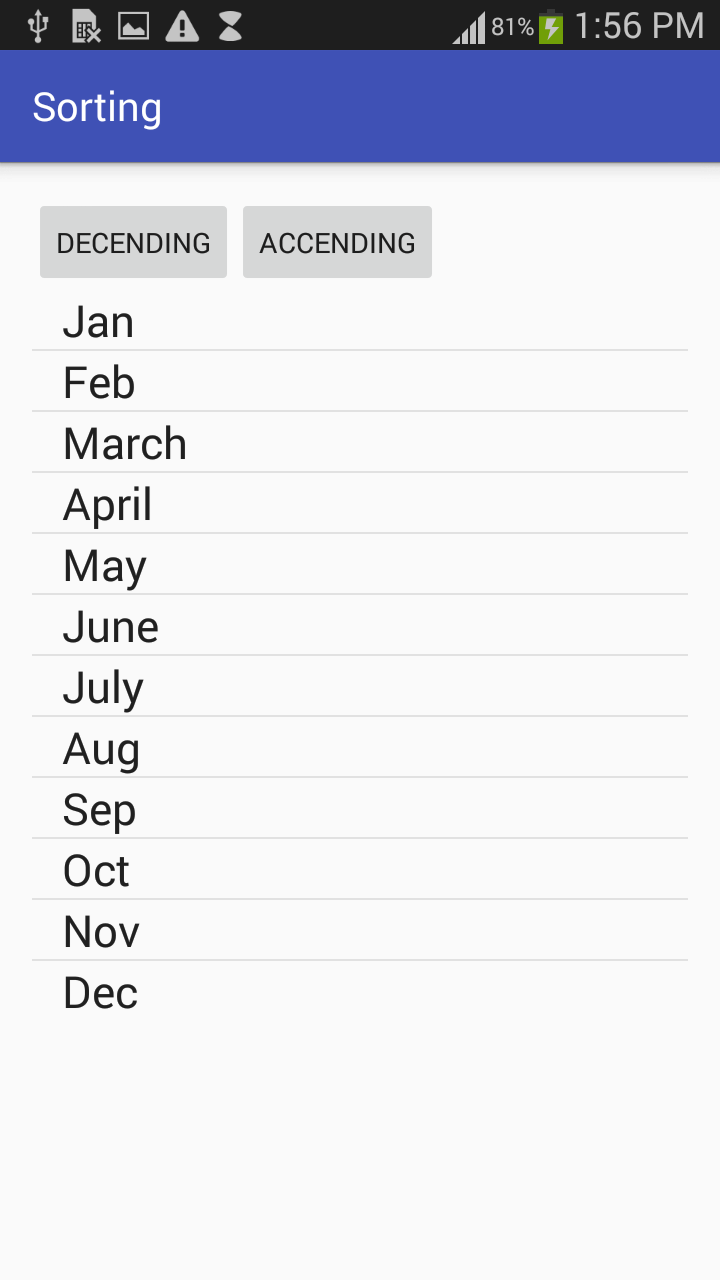 81% 1:56 PM
Sorting
DECENDING ACCENDING
Jan
Feb
March
April
May
June
July
Aug
Sep
Oct
Nov
Dec